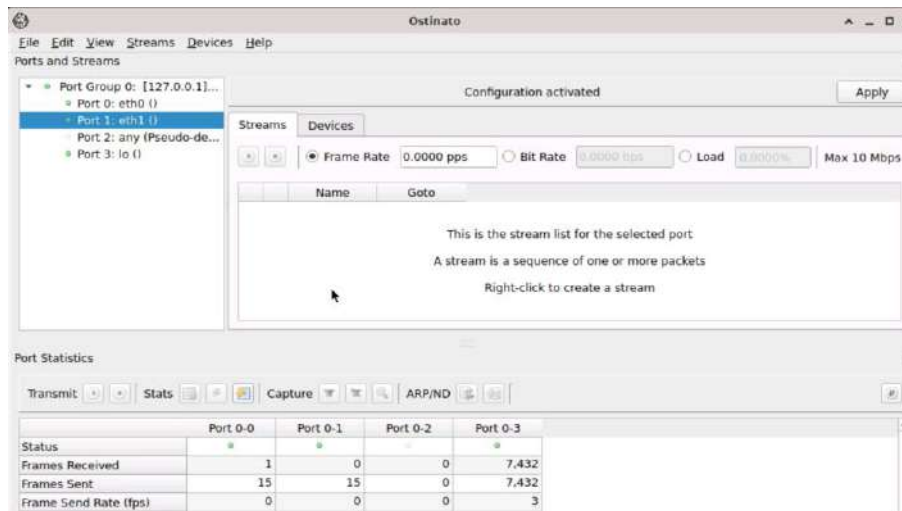 Ostinato
File Edit View Streams Devices Help
Ports and Streams
Port Group 0: [127.0.0.1]...
Port 0: eth0 ()
Port 1: eth1 ()
Port 2: any (Pseudo-de...
Port 3: lo ()
Configuration activated Apply
Streams Devices
Frame Rate 0.0000 pps Bit Rate 0.0000 bps Load 0.0000% Max 10 Mbps
Name Goto
This is the stream list for the selected port
A stream is a sequence of one or more packets
Right-click to create a stream
Port Statistics
Transmit Stats Capture ARP/ND
Port 0-0 Port 0-1 Port 0-2 Port 0-3
Status
Frames Received 1 0 0 7,432
Frames Sent 15 15 0 7,432
Frame Send Rate (fps) 0 0 0 3